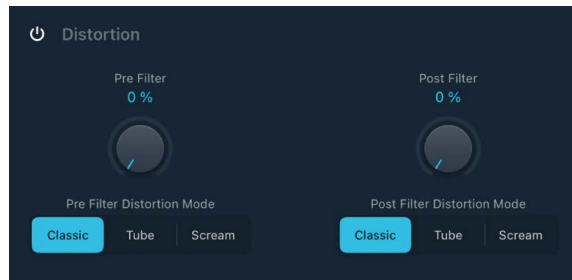 Distortion
Pre Filter
0 %
Post Filter
0 %
Pre Filter Distortion Mode
Classic Tube Scream
Post Filter Distortion Mode
Classic Tube Scream